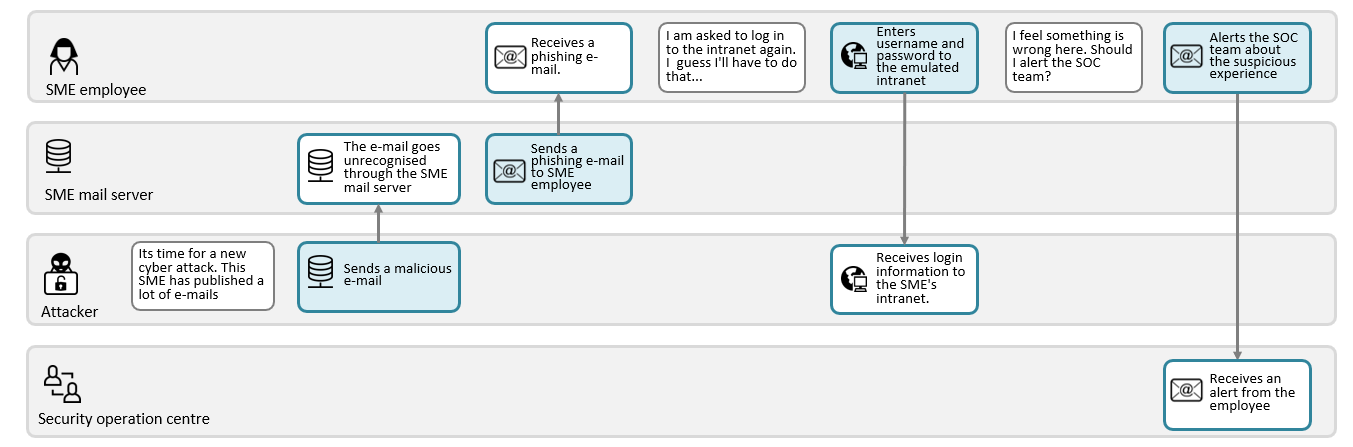 Receives a
phishing e-
mail.
I am asked to log in
to the intranet again.
I guess I'll have to do
that...
Enters
username and
password to
the emulated
intranet
I feel something is
wrong here. Should
I alert the SOC
team?
Alerts the SOC
team about
the suspicious
experience
SME employee
The e-mail goes
unrecognised
through the SME
mail server
Sends a
phishing e-mail
to SME
employee
SME mail server
Its time for a new
cyber attack. This
SME has published a
lot of e-mails
Sends a malicious
e-mail
Receives login
information to
the SME's
intranet.
Attacker
Receives an
alert from the
employee
Security operation centre